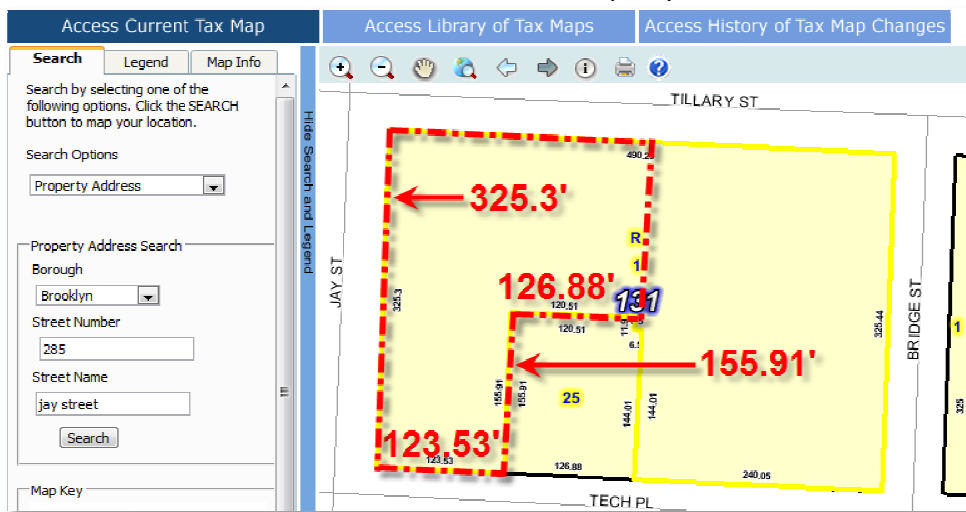 Access Current Tax Map
Access Library of Tax Maps
Access History of Tax Map Changes
Search
Legend
Map Info
Search by selecting one of the
following options. Click the SEARCH
button to map your location.
Search Options
Property Address
Property Address Search
Borough
Brooklyn
Street Number
285
Street Name
jay street
Search
Map Key
Hide Search and Legend
TILLARY ST
JAY ST
BRIDGE ST
TECH PL
325.3'
325.3
R
1
131
126.88'
120.51
120.51
155.91'
155.91
155.91
25
144.01
144.01
123.53'
123.53
126.88
240.05
325.44
1
325